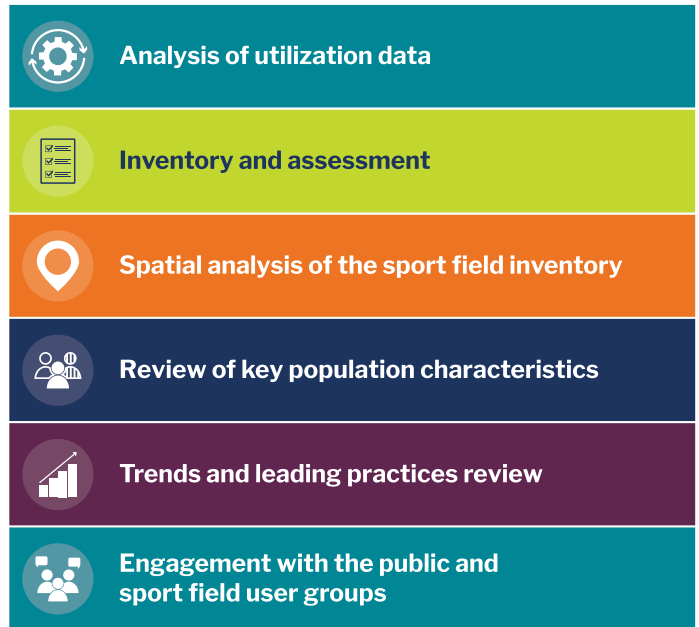 Analysis of utilization data
Inventory and assessment
Spatial analysis of the sport field inventory
Review of key population characteristics
Trends and leading practices review
Engagement with the public and
sport field user groups